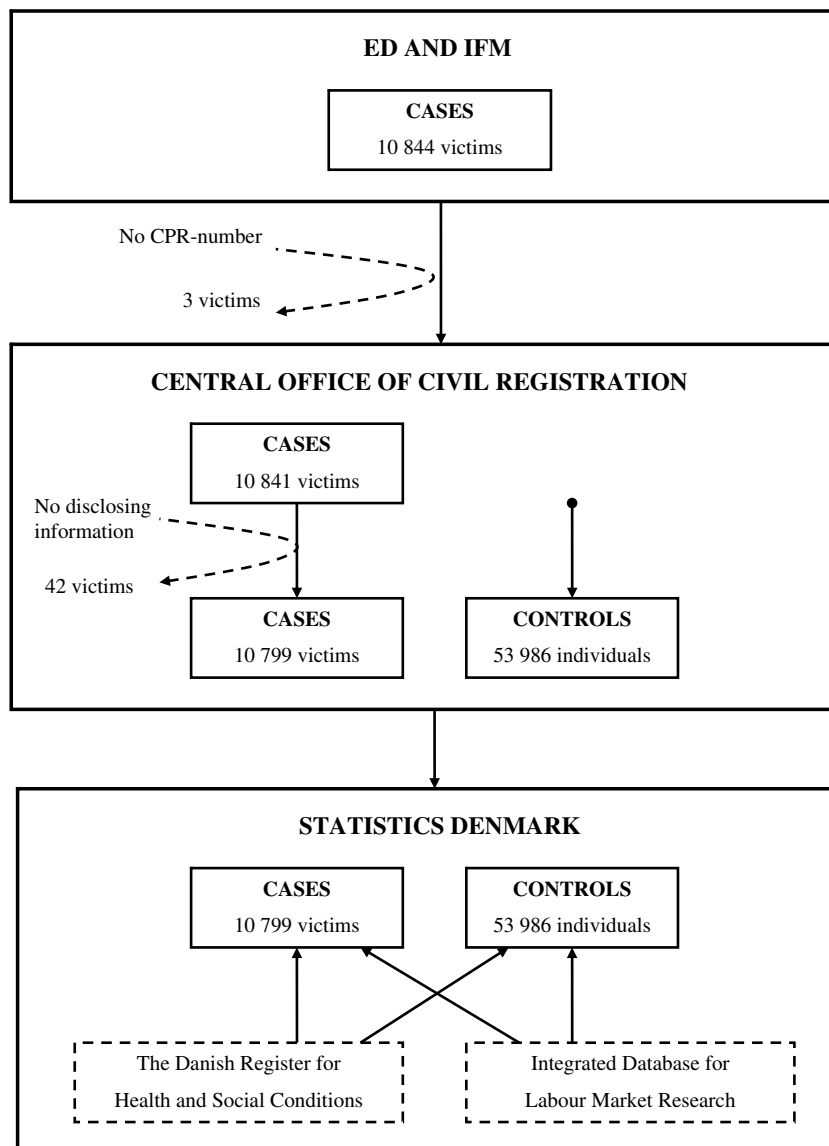 ED AND IFM
CASES
10 844 victims
No CPR-number
3 victims
CENTRAL OFFICE OF CIVIL REGISTRATION
CASES
10 841 victims
No disclosing
information
42 victims
CASES
10 799 victims
CONTROLS
53 986 individuals
STATISTICS DENMARK
CASES
10 799 victims
CONTROLS
53 986 individuals
The Danish Register for
Health and Social Conditions
Integrated Database for
Labour Market Research